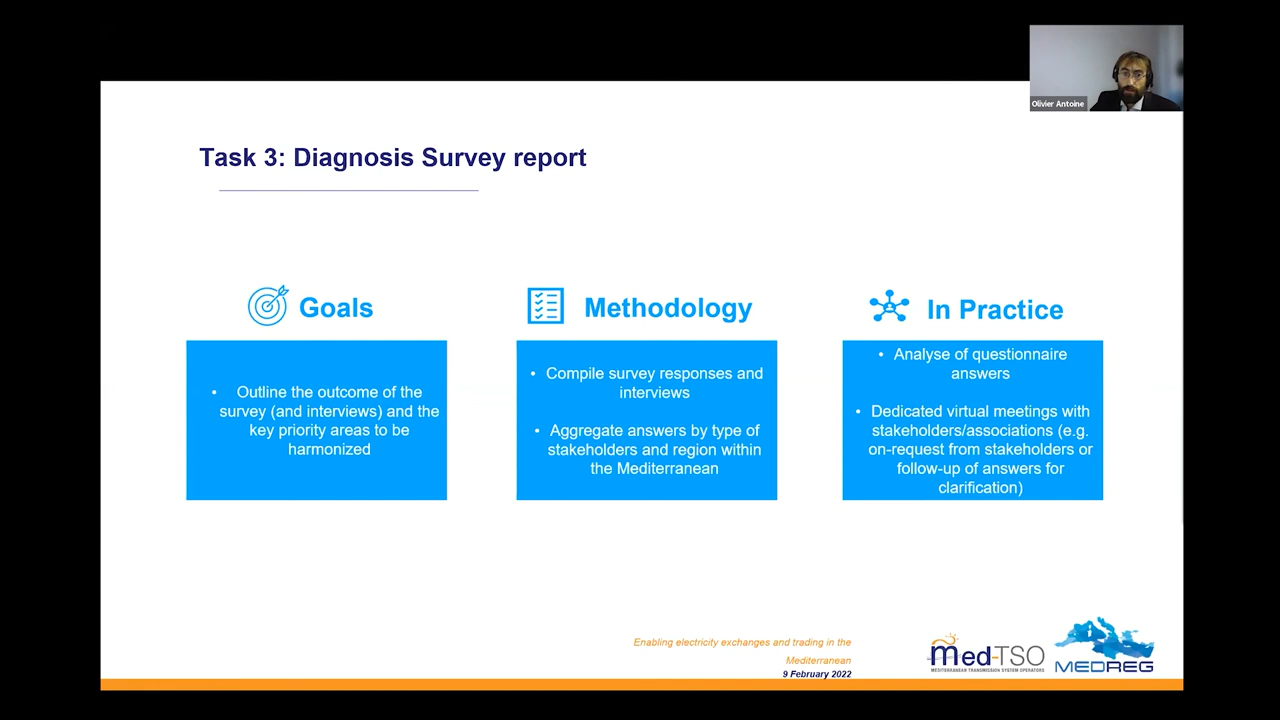 Olivier Antoine
Task 3: Diagnosis Survey report
Goals
• Outline the outcome of the
survey (and interviews) and the
key priority areas to be
harmonized
Methodology
• Compile survey responses and
interviews
• Aggregate answers by type of
stakeholders and region within
the Mediterranean
In Practice
• Analyse of questionnaire
answers
• Dedicated virtual meetings with
stakeholders/associations (e.g.
on-request from stakeholders or
follow-up of answers for
clarification)
Enabling electricity exchanges and trading in the
Mediterranean
9 February 2022
Med-TSO
MEDITERRANEAN TRANSMISSION SYSTEM OPERATORS
MEDREG